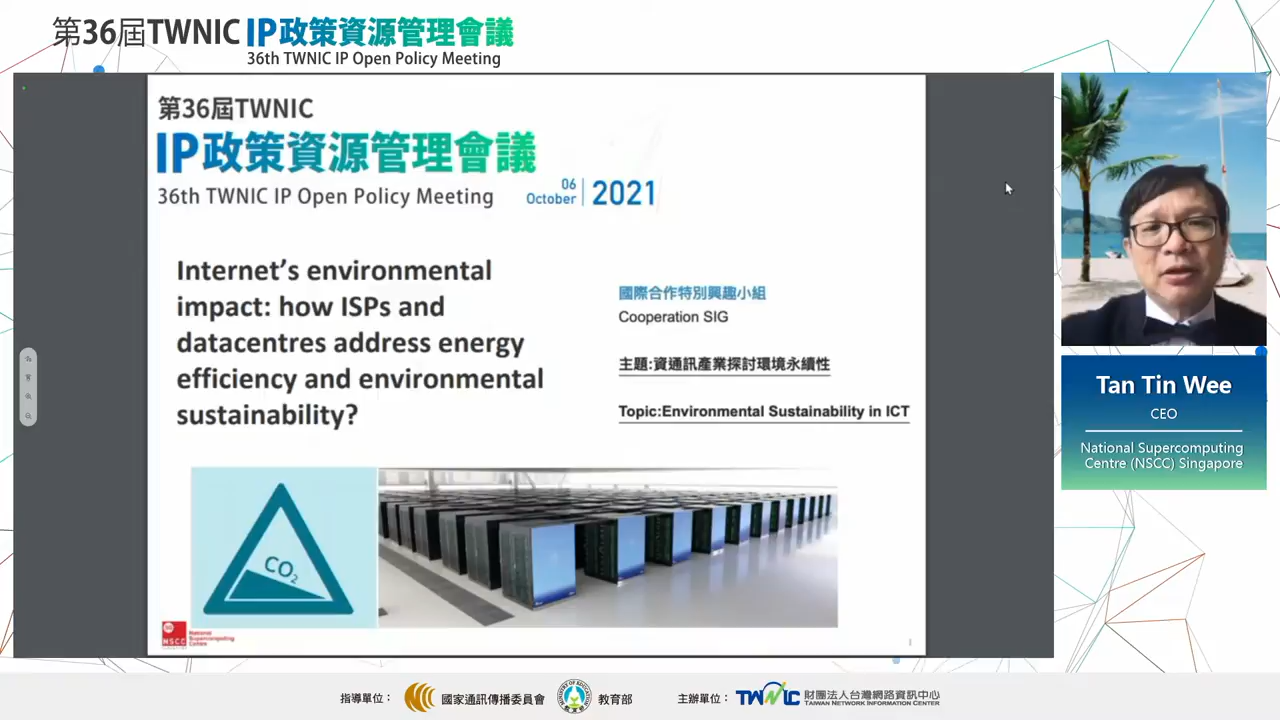 第36屆TWNIC IP政策資源管理會議
36th TWNIC IP Open Policy Meeting
第36屆TWNIC
IP政策資源管理會議
36th TWNIC IP Open Policy Meeting
06
October
2021
Internet's environmental
impact: how ISPs and
datacentres address energy
efficiency and environmental
sustainability?
國際合作特別興趣小組
Cooperation SIG
主題:資通訊產業探討環境永續性
Topic:Environmental Sustainability in ICT
CO2
NSCC
National
Supercomputing
Centre
1
Tan Tin Wee
CEO
National Supercomputing
Centre (NSCC) Singapore
指導單位：
國家通訊傳播委員會
教育部
主辦單位：
TWNIC
財團法人台灣網路資訊中心
TAIWAN NETWORK INFORMATION CENTER